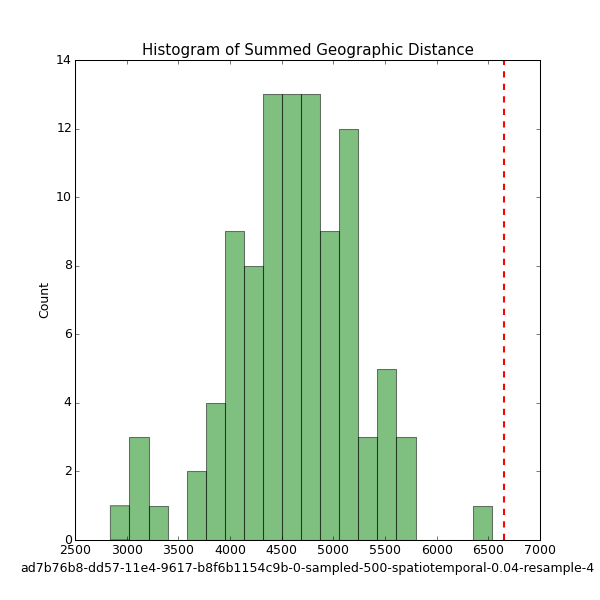 Histogram of Summed Geographic Distance
14
12
10
8
6
4
2
0
Count
2500 3000 3500 4000 4500 5000 5500 6000 6500 7000
ad7b76b8-dd57-11e4-9617-b8f6b1154c9b-0-sampled-500-spatiotemporal-0.04-resample-4